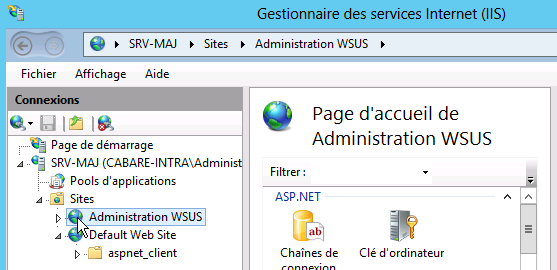 Gestionnaire des services Internet (IIS)
SRV-MAJ Sites Administration WSUS
Fichier Affichage Aide
Connexions
Page de démarrage
SRV-MAJ (CABARE-INTRA\Administ
Pools d'applications
Sites
Administration WSUS
Default Web Site
aspnet_client
Page d'accueil de
Administration WSUS
Filtrer :
ASP.NET
ab
Chaînes de
connexion
Clé d'ordinateur